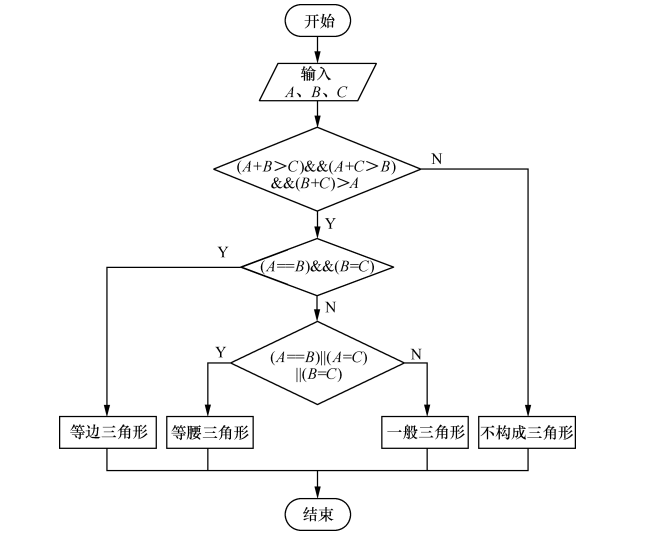 开始
输入
A、B、C
(A+B＞C)&&(A+C＞B)
&&(B+C)>A
N
Y
Y
(A==B)&&(B=C)
N
Y
(A==B)||(A=C)
||(B=C)
N
等边三角形
等腰三角形
一般三角形
不构成三角形
结束